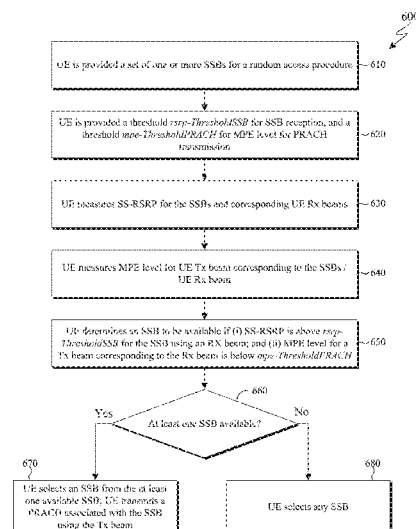 600
UE is provided a set of one or more SSBs for a random access procedure
610
UE is provided a threshold rsrp-ThresholdSSB for SSB reception, and a
threshold mpe-ThresholdPRACH for MPE level for PRACH
transmission
620
UE measures SS-RSRP for the SSBs and corresponding UE Rx beams
630
UE measures MPE level for UE Tx beam corresponding to the SSBs /
UE Rx beam
640
UE determines an SSB to be available if (i) SS-RSRP is above rsrp-
ThresholdSSB for the SSB using an RX beam; and (ii) MPE level for a
Tx beam corresponding to the Rx beam is below mpe-ThresholdPRACH
650
660
At least one SSB available?
Yes
No
670
UE selects an SSB from the at least
one available SSB; UE transmits a
PRACH associated with the SSB
using the Tx beam
680
UE selects any SSB